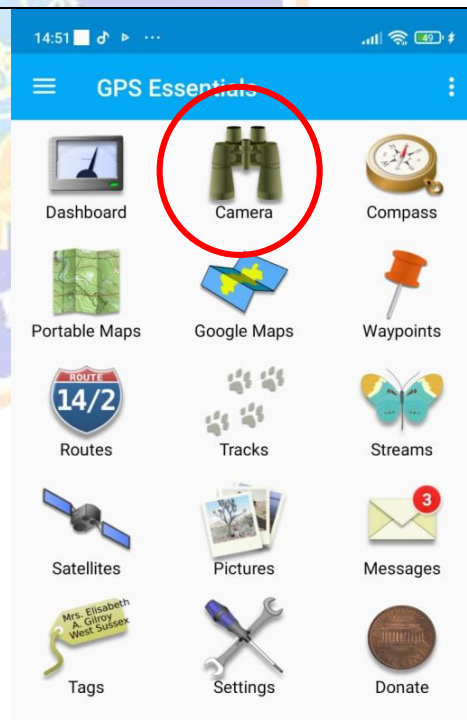 14:51
49
GPS Essentials
Dashboard
Camera
Compass
Portable Maps
Google Maps
Waypoints
ROUTE
14/2
Routes
Tracks
Streams
3
Satellites
Pictures
Messages
Mrs. Elisabeth
A. Gilroy
West Sussex
Tags
Settings
Donate